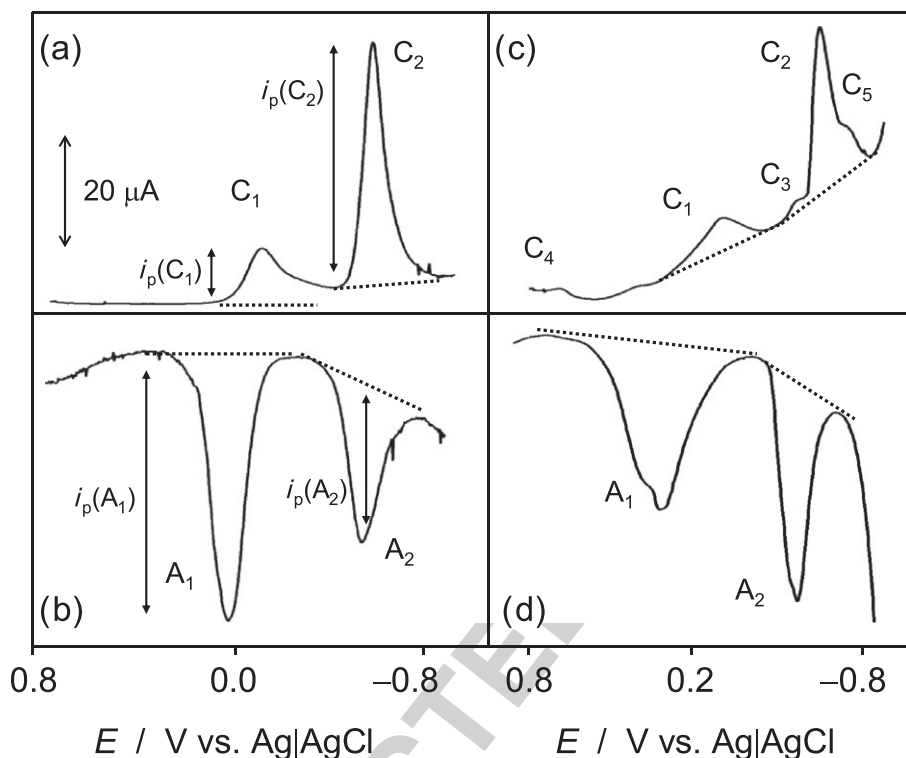 (a)
C₂
iₚ(C₂)
20 μA
C₁
iₚ(C₁)
(c)
C₂
C₅
C₃
C₁
C₄
(b)
iₚ(A₁)
A₁
iₚ(A₂)
A₂
(d)
A₁
A₂
0.8 0.0 –0.8
0.8 0.2 –0.8
E / V vs. Ag|AgCl
E / V vs. Ag|AgCl